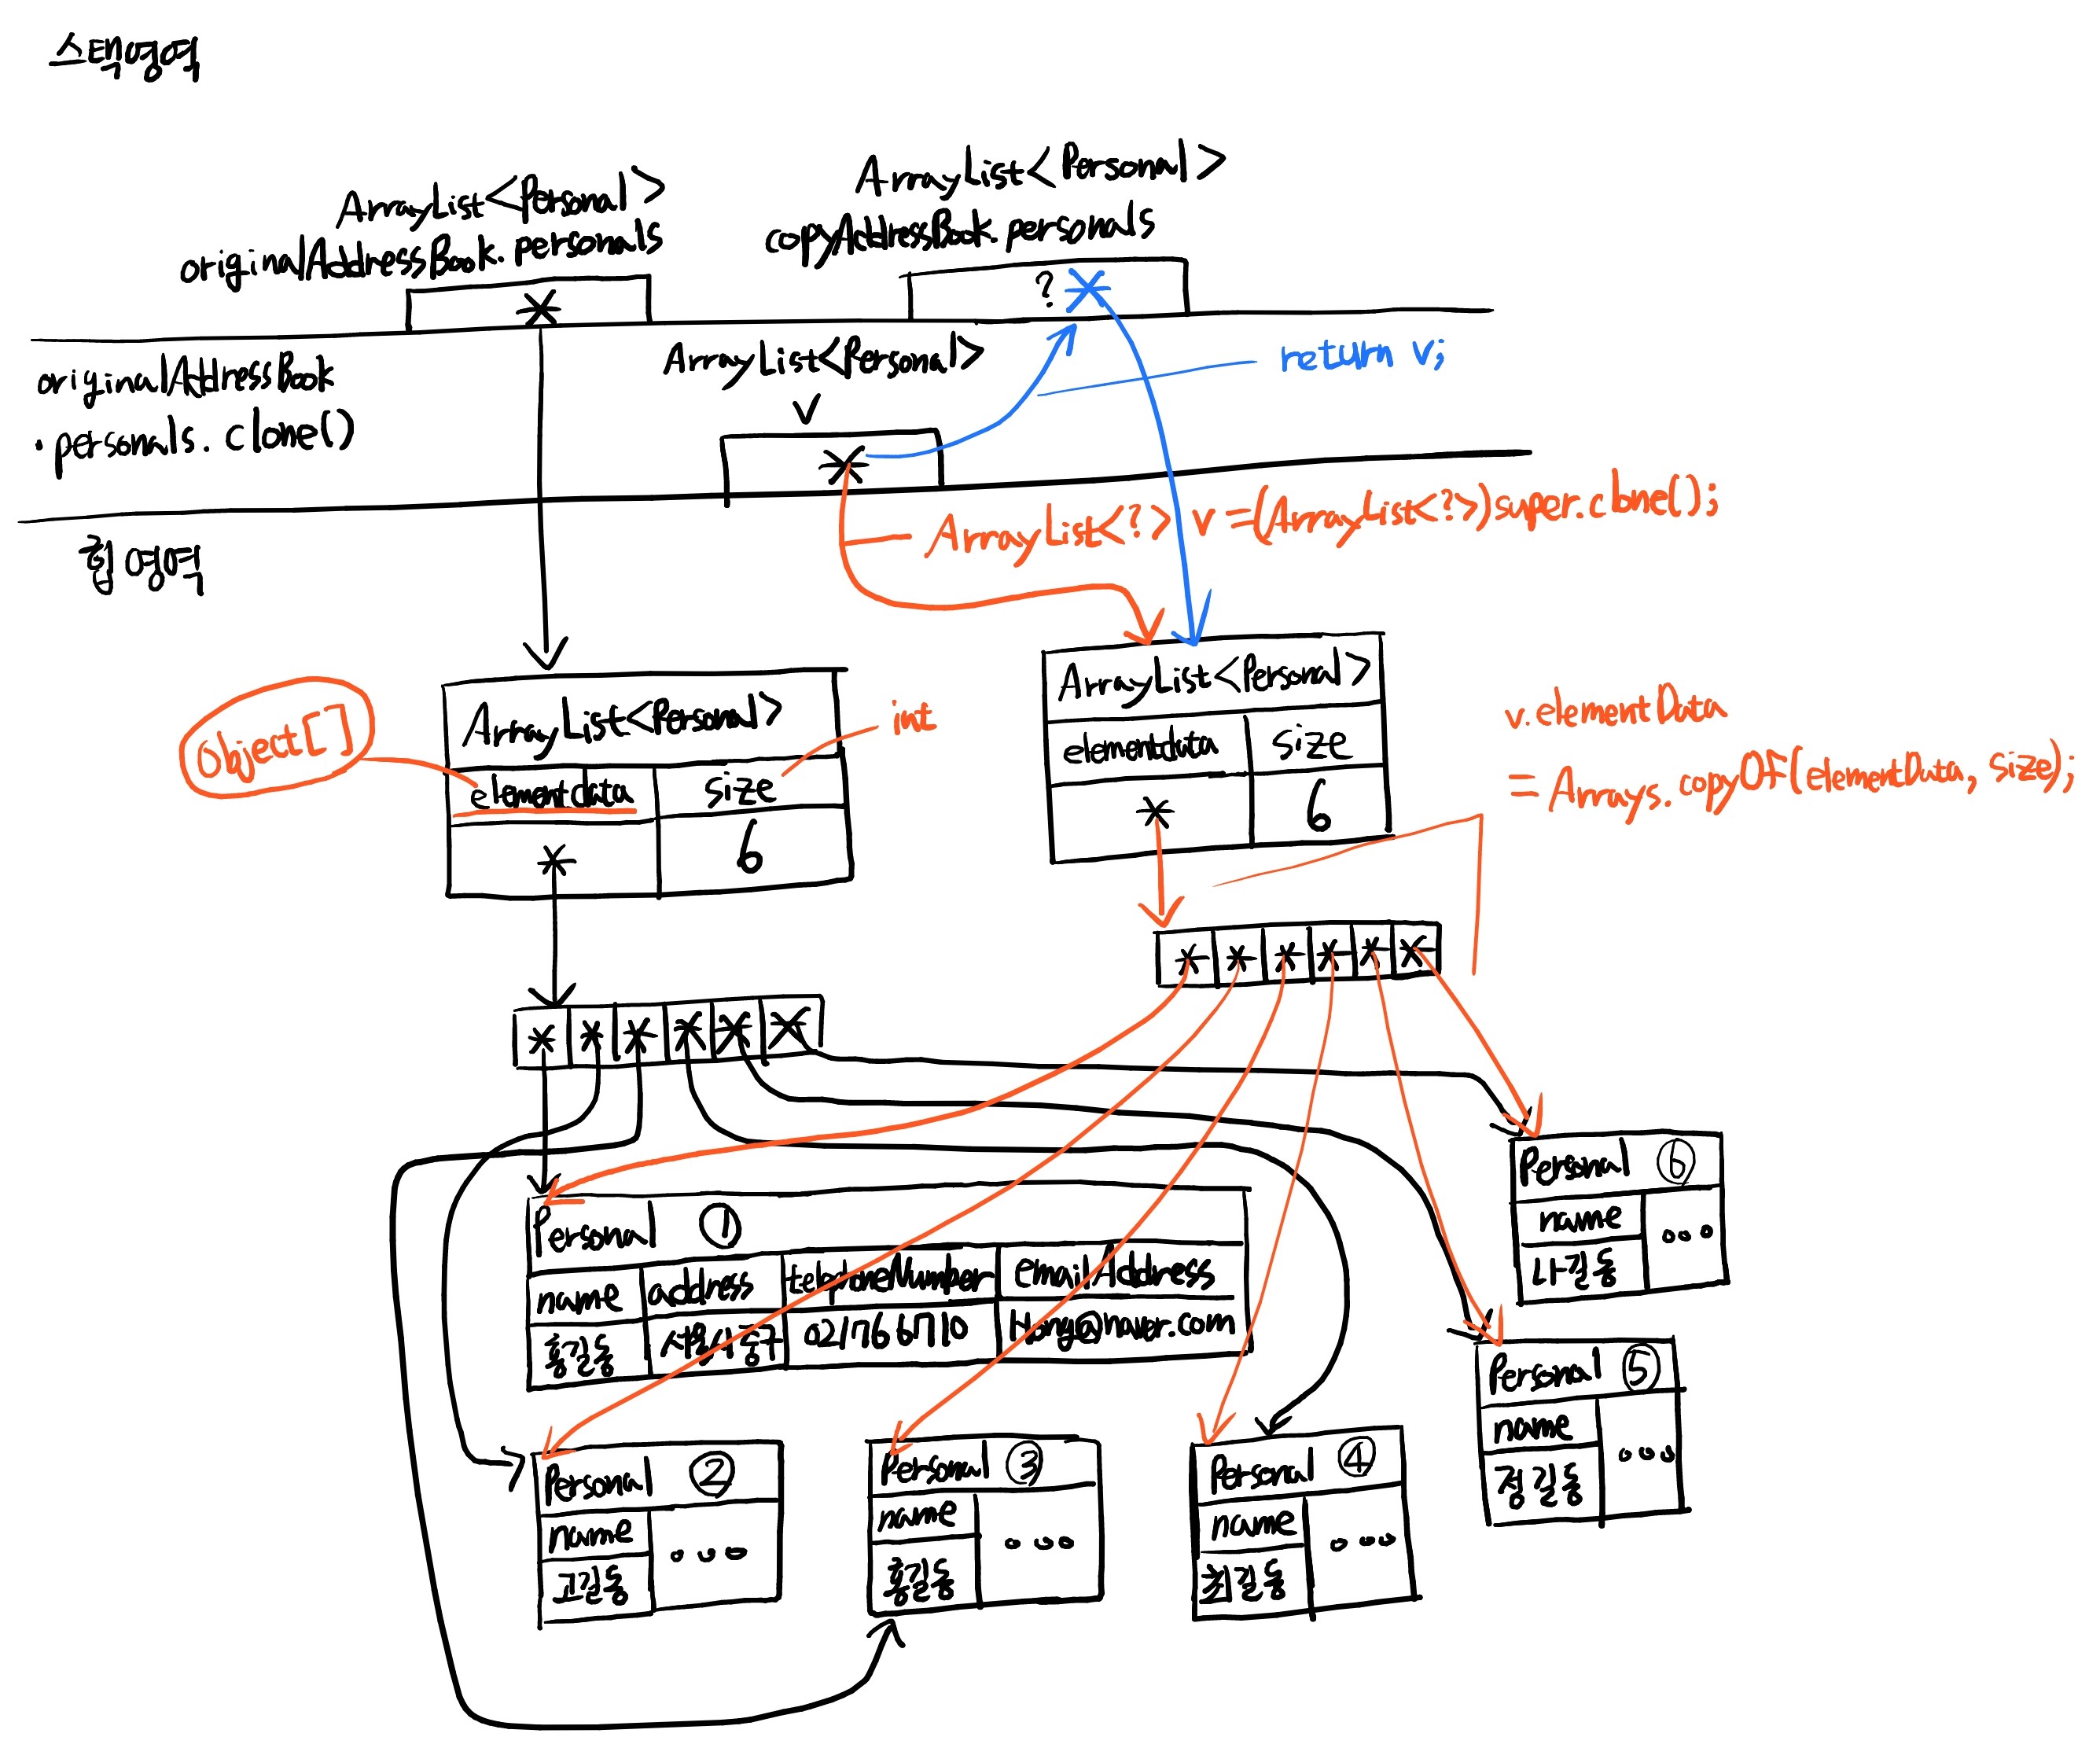 스택영역
ArrayList<Personal>
originalAddressBook.personals
*
ArrayList<Personal>
copyAddressBook.personals
? *
originalAddressBook
.personals.clone()
ArrayList<Personal>
v
*
return v;
힙영역
ArrayList<?> v =(ArrayList<?>)super.clone();
Object[]
ArrayList<Personal>
elementdata size
* 6
int
ArrayList<Personal>
elementdata size
* 6
v.elementData
= Arrays.copyOf(elementData, size);
* * * * * *
* * * * * *
Personal ①
name address telephoneNumber emailAddress
홍길동 서울시중구 021766710 Hong@naver.com
Personal ②
name ...
고길동
Personal ③
name ...
홍길동
Personal ④
name ...
최길동
Personal ⑤
name ...
정길동
Personal ⑥
name ...
나길동